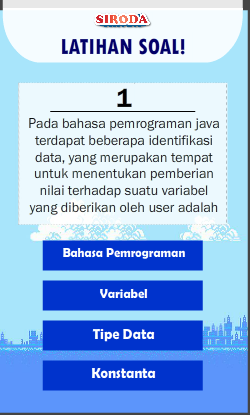 SIRODA
LATIHAN SOAL!
1
Pada bahasa pemrograman java
terdapat beberapa identifikasi
data, yang merupakan tempat
untuk menentukan pemberian
nilai terhadap suatu variabel
yang diberikan oleh user adalah
Bahasa Pemrograman
Variabel
Tipe Data
Konstanta